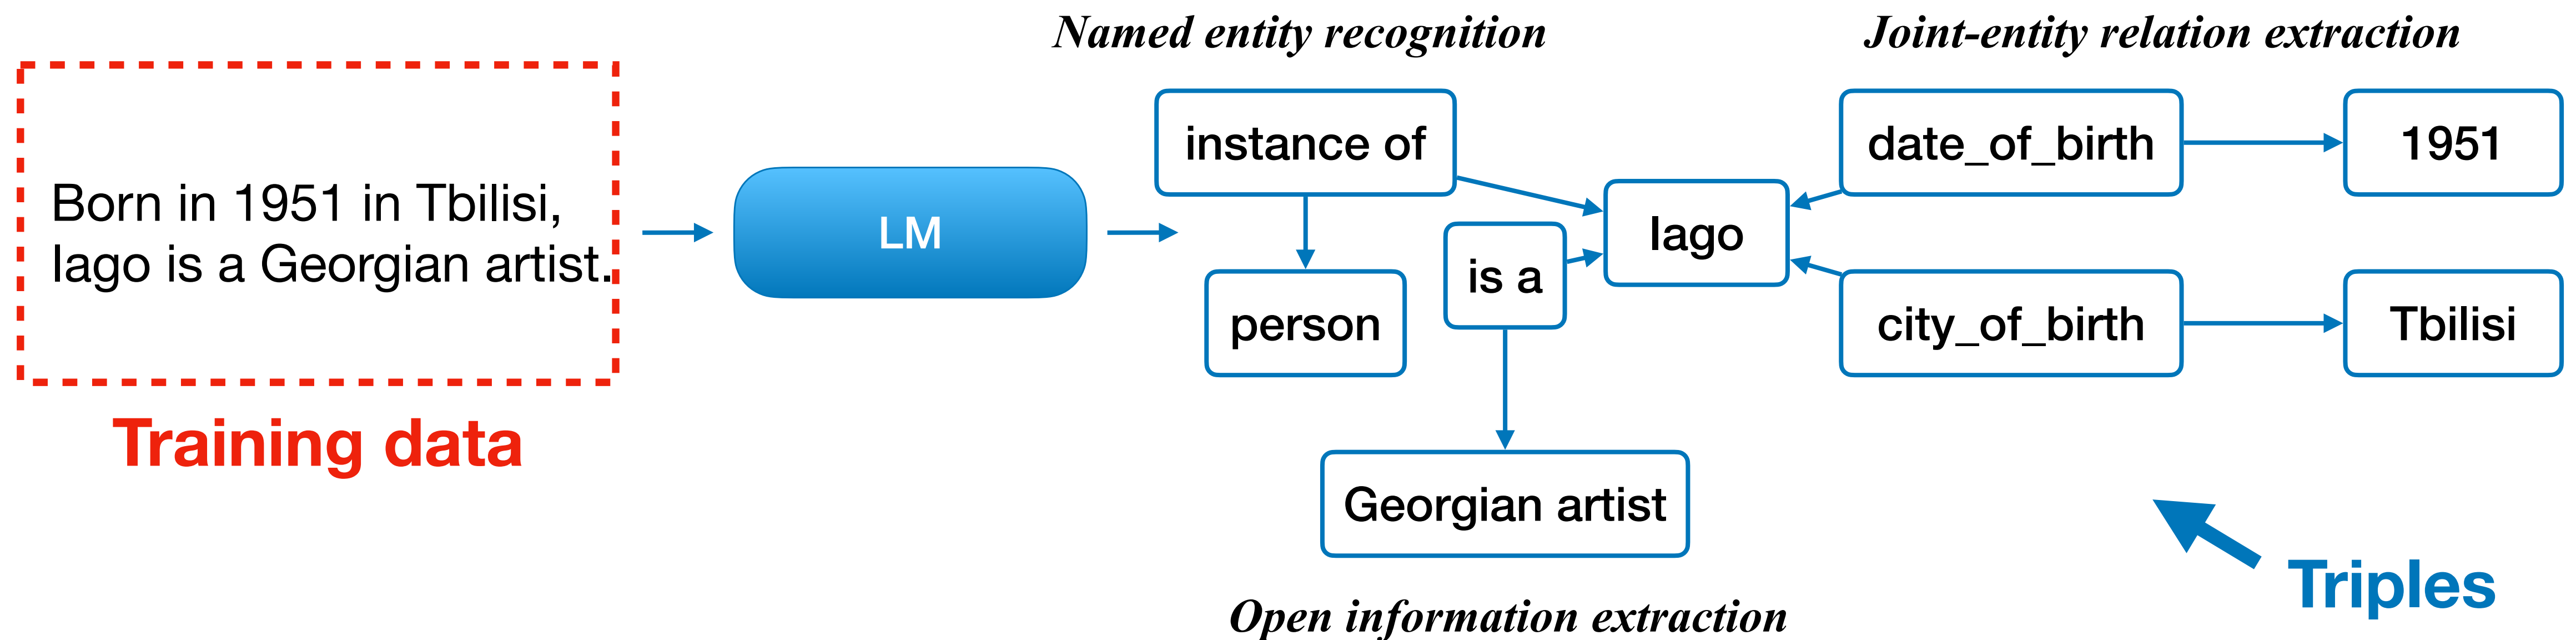 Named entity recognition
Joint-entity relation extraction
Born in 1951 in Tbilisi,
Iago is a Georgian artist.
Training data
LM
instance of
person
is a
Georgian artist
Iago
date_of_birth
1951
city_of_birth
Tbilisi
Open information extraction
Triples